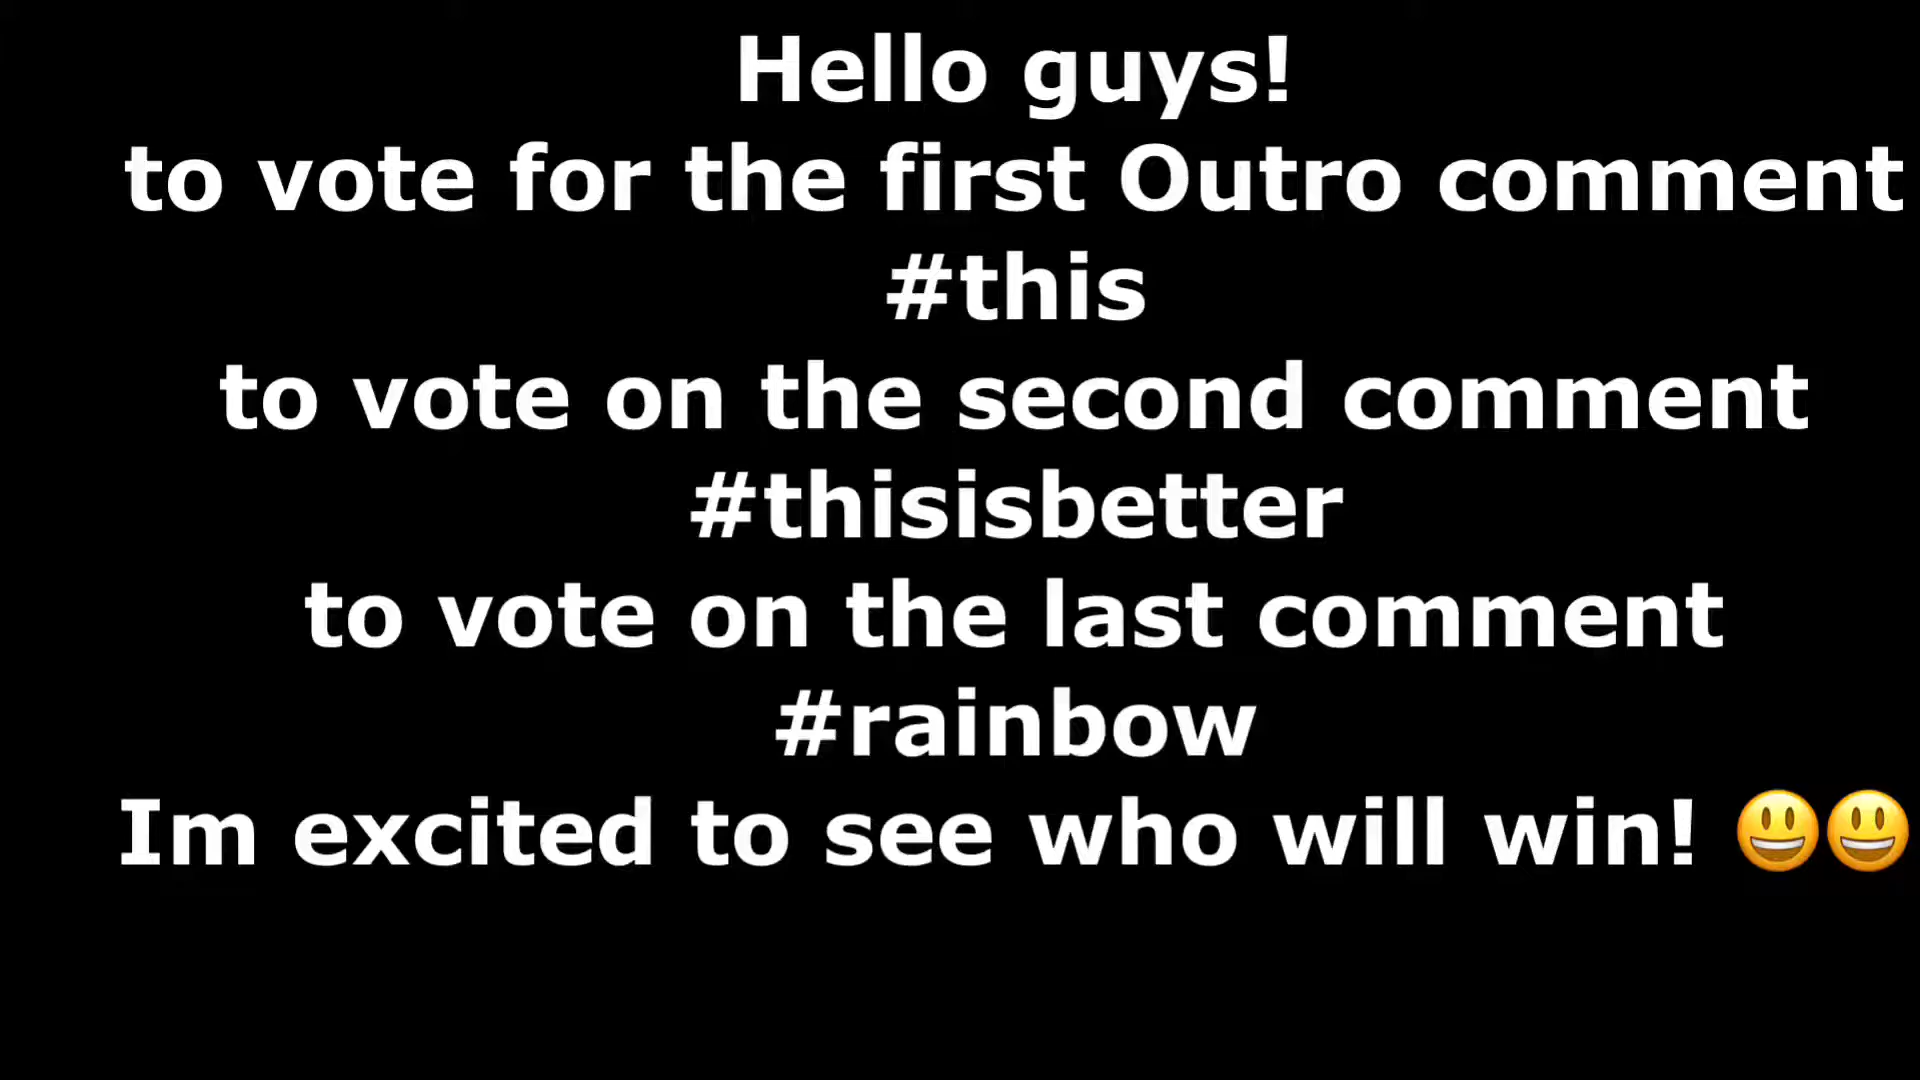 Hello guys!
to vote for the first Outro comment
#this
to vote on the second comment
#thisisbetter
to vote on the last comment
#rainbow
Im excited to see who will win! 😃😃